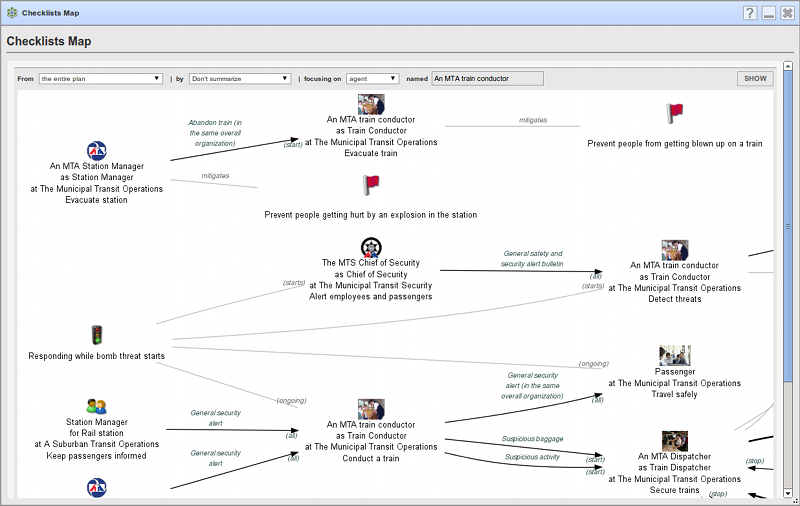 Checklists Map
?
Checklists Map
From the entire plan | by Don't summarize | focusing on agent named An MTA train conductor SHOW
Abandon train (in
the same overall
organization)
(start)
An MTA train conductor
as Train Conductor
at The Municipal Transit Operations
Evacuate train
mitigates
Prevent people from getting blown up on a train
An MTA Station Manager
as Station Manager
at The Municipal Transit Operations
Evacuate station
mitigates
Prevent people getting hurt by an explosion in the station
The MTS Chief of Security
as Chief of Security
at The Municipal Transit Security
Alert employees and passengers
(starts)
General safety and
security alert bulletin
(all)
(starts)
An MTA train conductor
as Train Conductor
at The Municipal Transit Operations
Detect threats
Responding while bomb threat starts
(ongoing)
Passenger
at The Municipal Transit Operations
Travel safely
General security
alert (in the same
overall organization)
(all)
(ongoing)
Station Manager
for Rail station
at A Suburban Transit Operations
Keep passengers informed
General security
alert
(all)
General security
alert
(all)
An MTA train conductor
as Train Conductor
at The Municipal Transit Operations
Conduct a train
Suspicious baggage
(start)
Suspicious activity
(start)
An MTA Dispatcher
as Train Dispatcher
at The Municipal Transit Operations
Secure trains
(stop)
(stop)